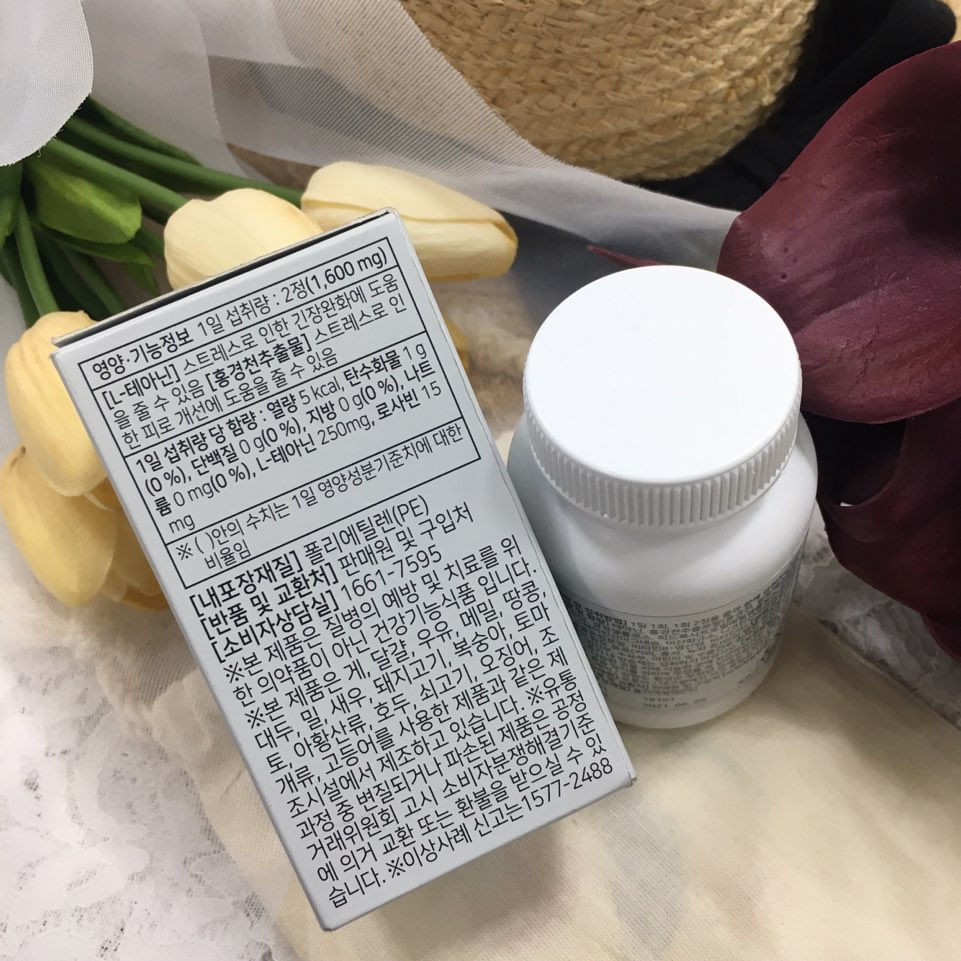 영양·기능정보 1일 섭취량 : 2정(1,600 mg)
[L-테아닌] 스트레스로 인한 긴장완화에 도움
을 줄 수 있음 [홍경천추출물] 스트레스로 인
한 피로 개선에 도움을 줄 수 있음
1일 섭취량 당 함량 : 열량 5 kcal, 탄수화물 1 g
(0 %), 단백질 0 g(0 %), 지방 0 g(0 %), 나트
륨 0 mg(0 %), L-테아닌 250mg, 로사빈 15
mg
※ ( )안의 수치는 1일 영양성분기준치에 대한
비율임
[내포장재질] 폴리에틸렌(PE)
[반품 및 교환처] 판매원 및 구입처
[소비자상담실] 1661-7595
※본 제품은 질병의 예방 및 치료를 위
한 의약품이 아닌 건강기능식품 입니다.
※본 제품은 게, 달걀, 우유, 메밀, 땅콩,
대두, 밀, 새우, 돼지고기, 복숭아, 토마
토, 아황산류, 호두, 쇠고기, 오징어, 조
개류, 고등어를 사용한 제품과 같은 제
조시설에서 제조하고 있습니다. ※유통
과정 중 변질되거나 파손된 제품은 공정
거래위원회 고시 소비자분쟁해결기준
에 의거 교환 또는 환불을 받으실 수 있
습니다. ※이상사례 신고는 1577-2488
1일 1회, 1회 2정을
19101
2021. 06. 20